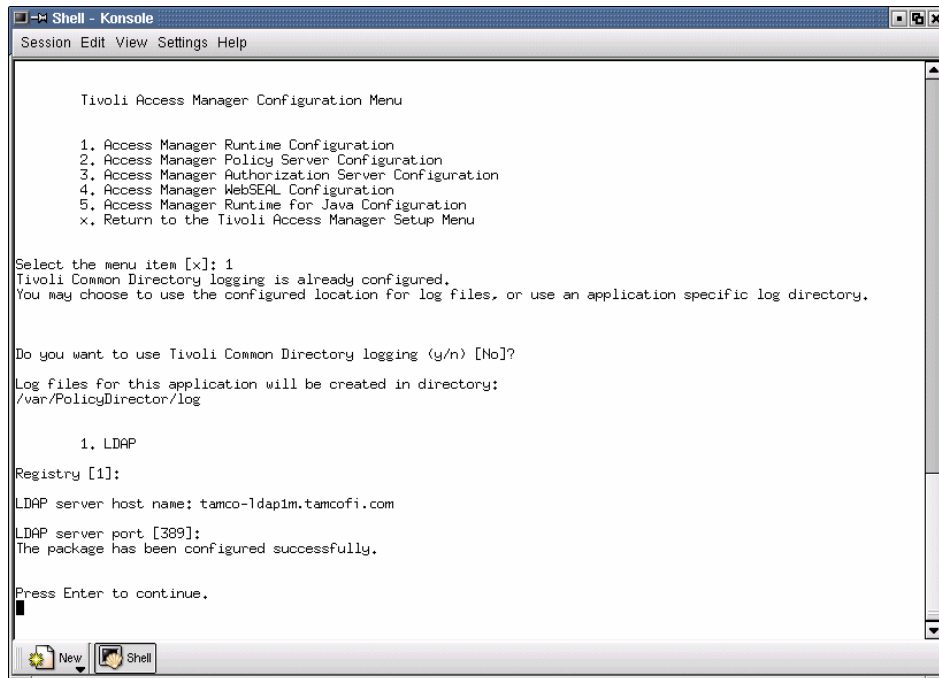 Shell - Konsole
Session Edit View Settings Help
Tivoli Access Manager Configuration Menu
1. Access Manager Runtime Configuration
2. Access Manager Policy Server Configuration
3. Access Manager Authorization Server Configuration
4. Access Manager WebSEAL Configuration
5. Access Manager Runtime for Java Configuration
x. Return to the Tivoli Access Manager Setup Menu
Select the menu item [x]: 1
Tivoli Common Directory logging is already configured.
You may choose to use the configured location for log files, or use an application specific log directory.
Do you want to use Tivoli Common Directory logging (y/n) [No]?
Log files for this application will be created in directory:
/var/PolicyDirector/log
1. LDAP
Registry [1]:
LDAP server host name: tamco-ldap1m.tamcofi.com
LDAP server port [389]:
The package has been configured successfully.
Press Enter to continue.
New Shell